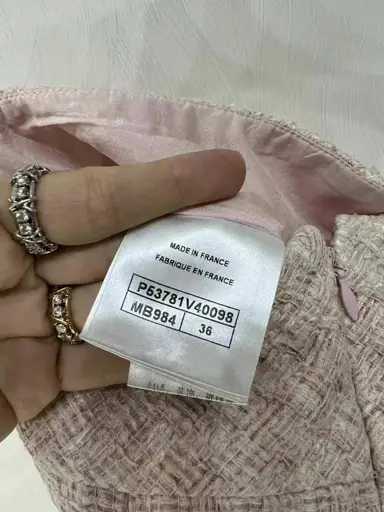 MADE IN FRANCE
FABRIQUE EN FRANCE
P53781V40098
MB984 36